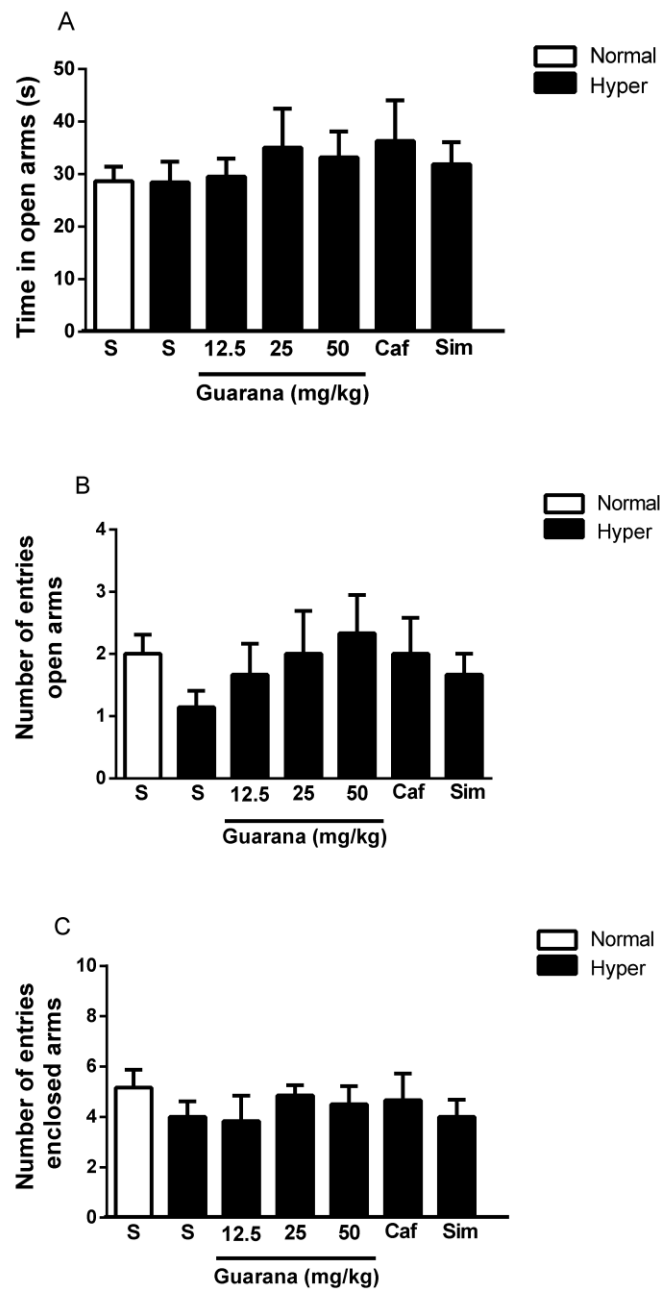 A
Normal
Hyper
Time in open arms (s)
50
40
30
20
10
0
S S 12.5 25 50 Caf Sim
Guarana (mg/kg)
B
Normal
Hyper
Number of entries
open arms
4
3
2
1
0
S S 12.5 25 50 Caf Sim
Guarana (mg/kg)
C
Normal
Hyper
Number of entries
enclosed arms
10
8
6
4
2
0
S S 12.5 25 50 Caf Sim
Guarana (mg/kg)